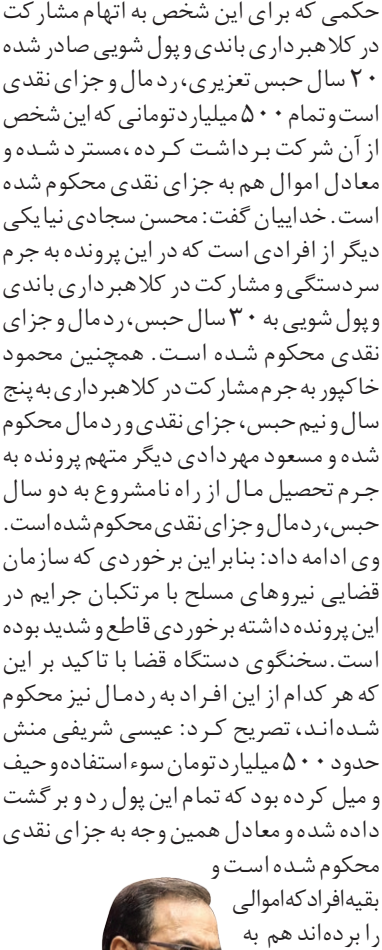 حکمی که برای این شخص به اتهام مشارکت
در کلاهبرداری باندی و پول شویی صادر شده
۲۰ سال حبس تعزیری، رد مال و جزای نقدی
است و تمام ۵۰۰ میلیارد تومانی که این شخص
از آن شرکت برداشت کرده ،مسترد شده و
معادل اموال هم به جزای نقدی محکوم شده
است. خداییان گفت: محسن سجادی نیا یکی
دیگر از افرادی است که در این پرونده به جرم
سردستگی و مشارکت در کلاهبرداری باندی
و پول شویی به ۳۰ سال حبس، رد مال و جزای
نقدی محکوم شده است. همچنین محمود
خاکپور به جرم مشارکت در کلاهبرداری به پنج
سال و نیم حبس، جزای نقدی و رد مال محکوم
شده و مسعود مهردادی دیگر متهم پرونده به
جرم تحصیل مال از راه نامشروع به دو سال
حبس، رد مال و جزای نقدی محکوم شده است.
وی ادامه داد: بنابراین برخوردی که سازمان
قضایی نیروهای مسلح با مرتکبان جرایم در
این پرونده داشته برخوردی قاطع و شدید بوده
است.سخنگوی دستگاه قضا با تاکید بر این
که هر کدام از این افراد به ردمال نیز محکوم
شده‌اند، تصریح کرد: عیسی شریفی منش
حدود ۵۰۰ میلیارد تومان سوء استفاده و حیف
و میل کرده بود که تمام این پول رد و برگشت
داده شده و معادل همین وجه به جزای نقدی
محکوم شده است و
بقیه افراد که اموالی
را برده‌اند هم به